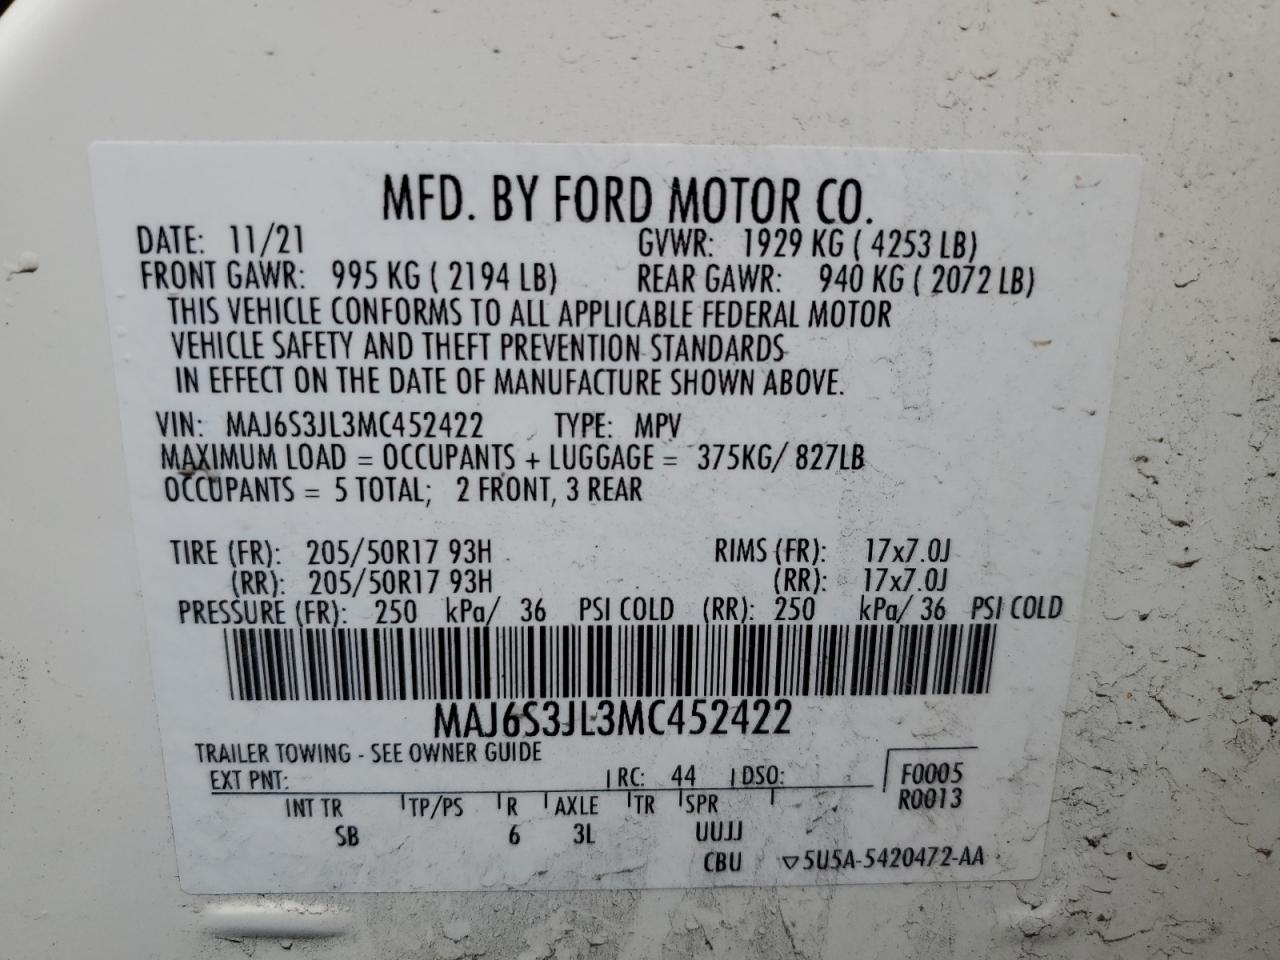 MFD. BY FORD MOTOR CO.
DATE: 11/21 GVWR: 1929 KG ( 4253 LB)
FRONT GAWR: 995 KG ( 2194 LB) REAR GAWR: 940 KG ( 2072 LB)
THIS VEHICLE CONFORMS TO ALL APPLICABLE FEDERAL MOTOR
VEHICLE SAFETY AND THEFT PREVENTION STANDARDS
IN EFFECT ON THE DATE OF MANUFACTURE SHOWN ABOVE.
VIN: MAJ6S3JL3MC452422 TYPE: MPV
MAXIMUM LOAD = OCCUPANTS + LUGGAGE = 375KG/ 827LB
OCCUPANTS = 5 TOTAL; 2 FRONT, 3 REAR
TIRE (FR): 205/50R17 93H RIMS (FR): 17x7.0J
(RR): 205/50R17 93H (RR): 17x7.0J
PRESSURE (FR): 250 kPa/ 36 PSI COLD (RR): 250 kPa/ 36 PSI COLD
MAJ6S3JL3MC452422
TRAILER TOWING - SEE OWNER GUIDE
EXT PNT: RC: 44 DSO: F0005
INT TR TP/PS R AXLE TR SPR R0013
SB 6 3L UUJJ
CBU ▽5U5A-5420472-AA